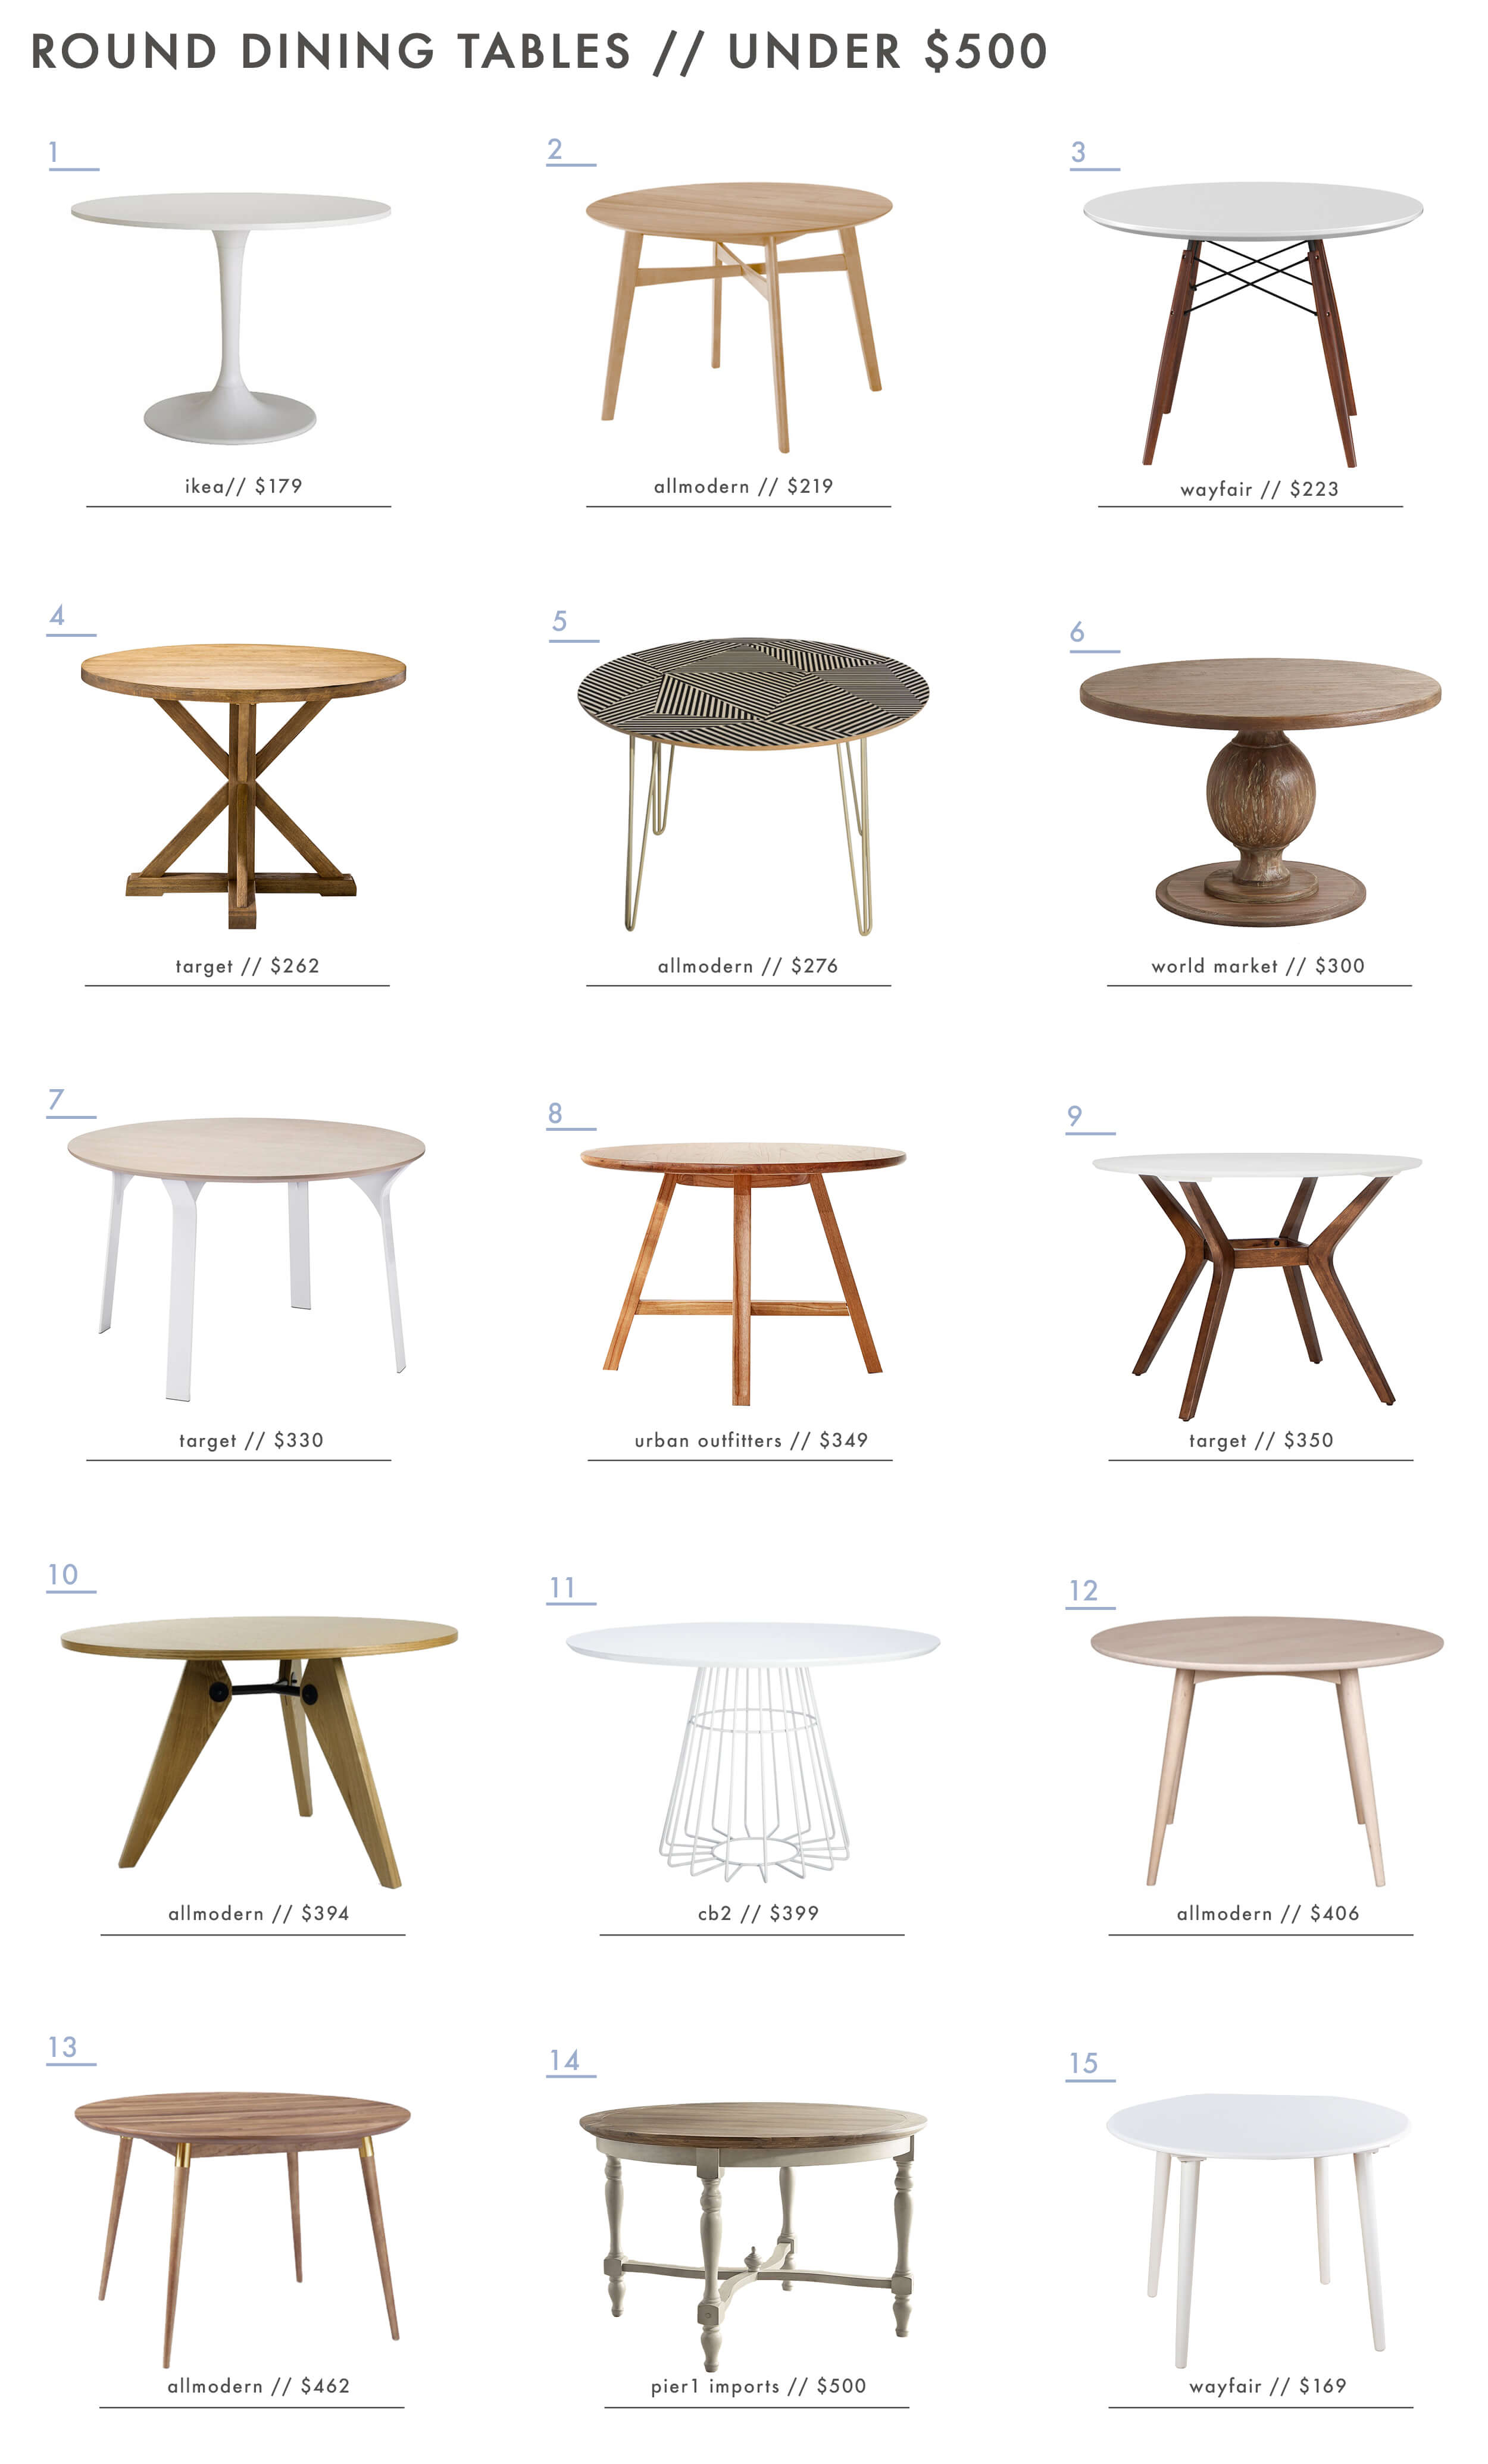 ROUND DINING TABLES // UNDER $500
1
2
3
ikea// $179
allmodern // $219
wayfair // $223
4
5
6
target // $262
allmodern // $276
world market // $300
7
8
9
target // $330
urban outfitters // $349
target // $350
10
11
12
allmodern // $394
cb2 // $399
allmodern // $406
13
14
15
allmodern // $462
pier1 imports // $500
wayfair // $169